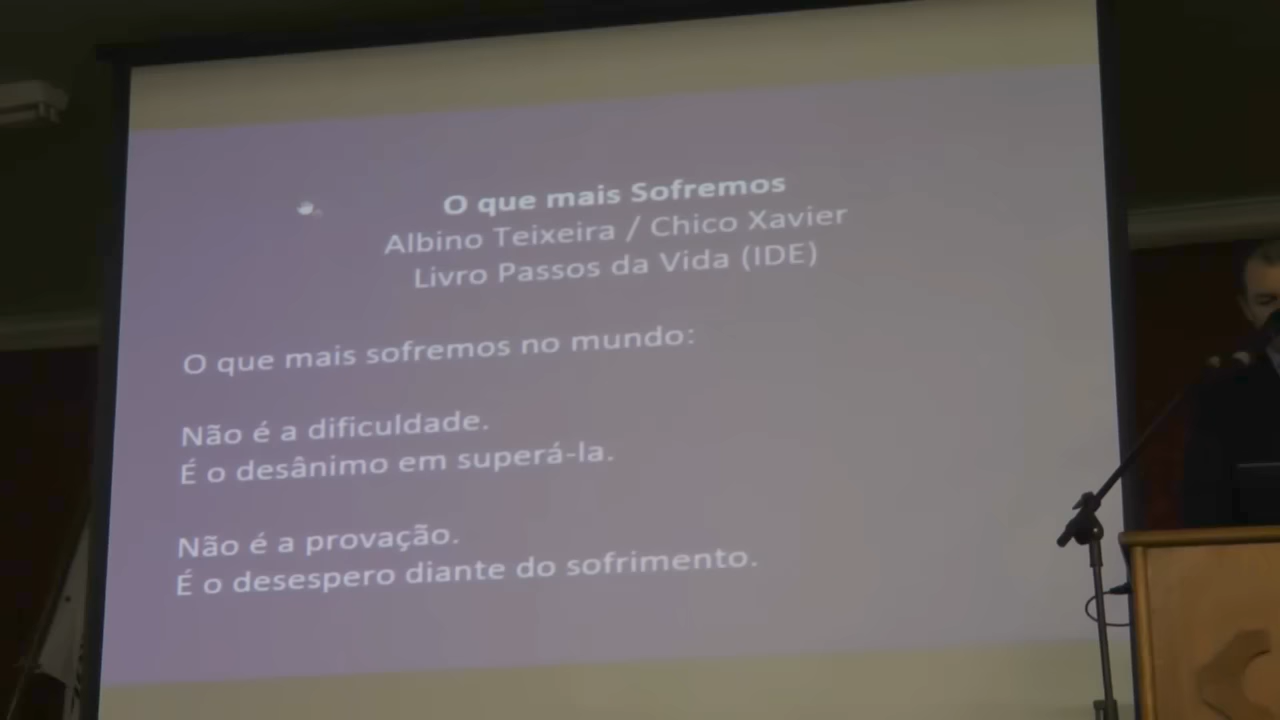 O que mais Sofremos
Albino Teixeira / Chico Xavier
Livro Passos da Vida (IDE)
O que mais sofremos no mundo:
Não é a dificuldade.
É o desânimo em superá-la.
Não é a provação.
É o desespero diante do sofrimento.